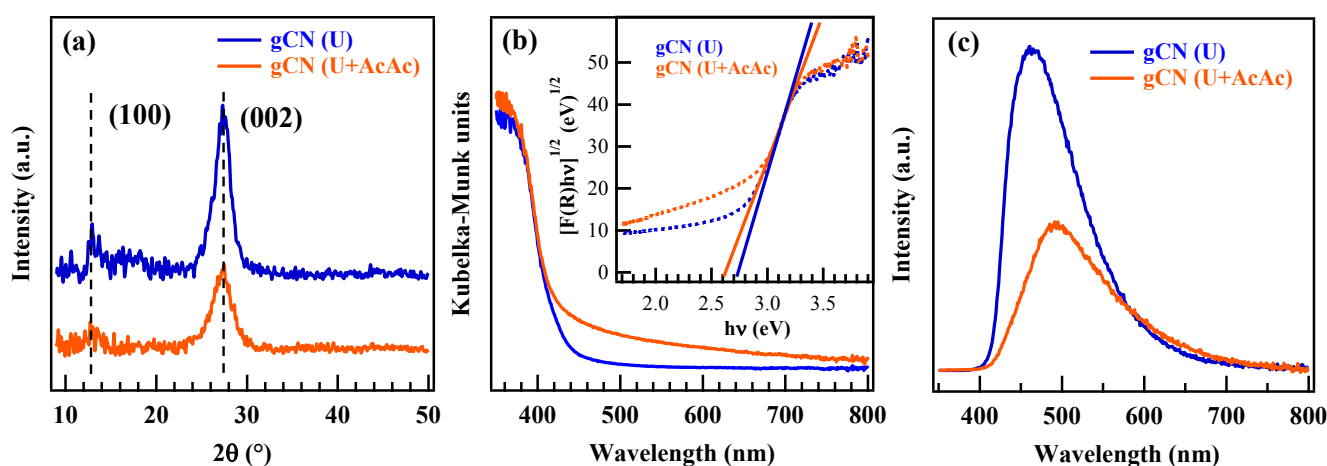 (a)
gCN (U)
gCN (U+AcAc)
(100)
(002)
Intensity (a.u.)
10
20
30
40
50
2θ (°)
(b)
gCN (U)
gCN (U+AcAc)
Kubelka-Munk units
400
500
600
700
800
Wavelength (nm)
[F(R)hν]^1/2 (eV)^1/2
50
40
30
20
10
0
2.0
2.5
3.0
3.5
hν (eV)
(c)
gCN (U)
gCN (U+AcAc)
Intensity (a.u.)
400
500
600
700
800
Wavelength (nm)